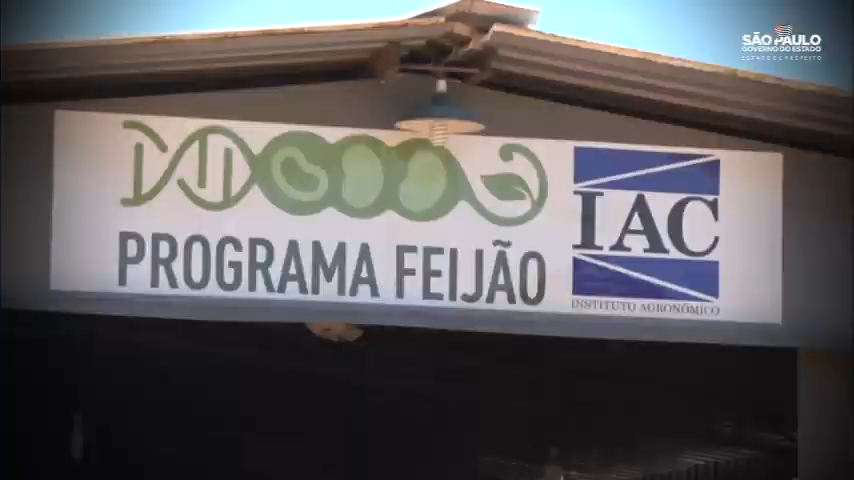 SÃO PAULO
GOVERNO DO ESTADO
PROGRAMA FEIJÃO
IAC
INSTITUTO AGRONÔMICO